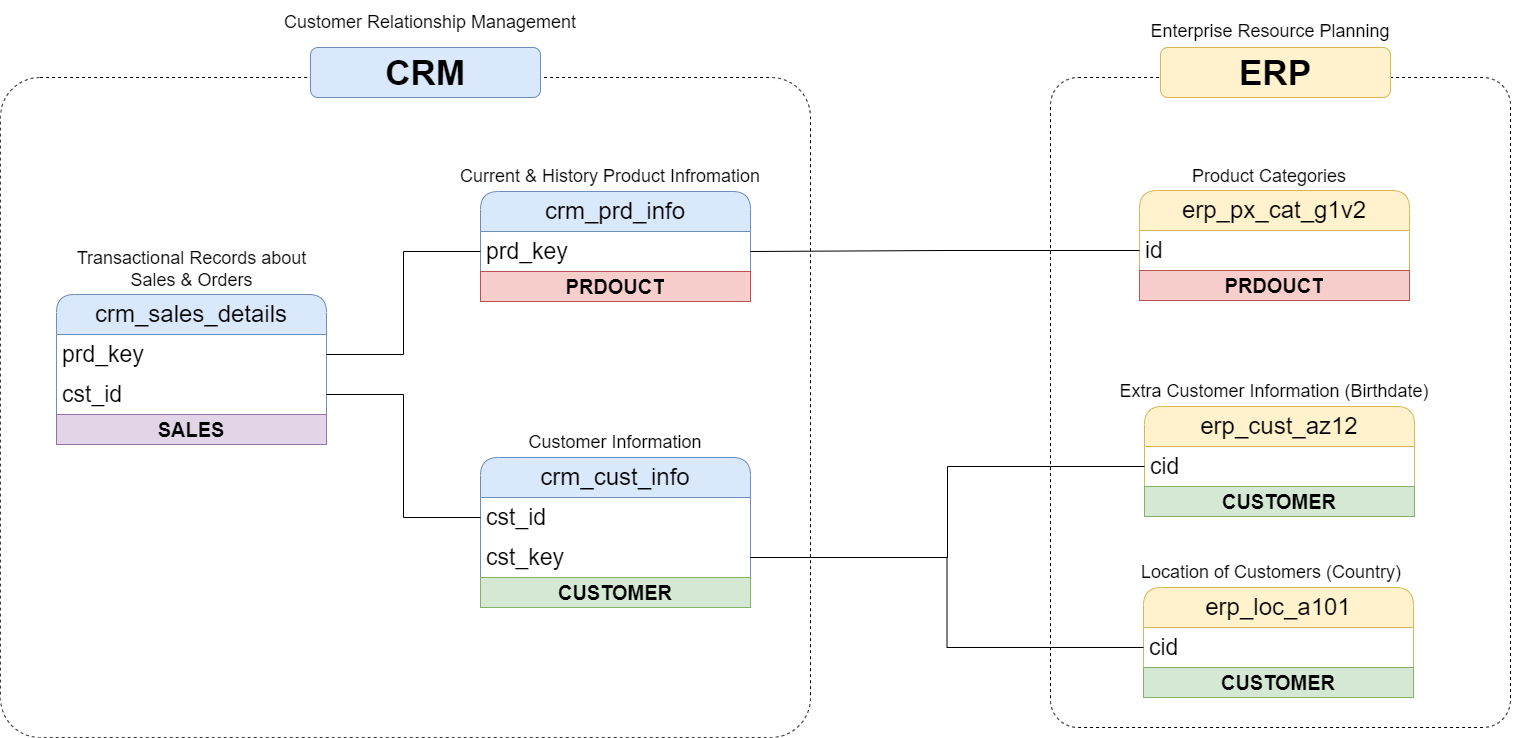 Customer Relationship Management
CRM
Enterprise Resource Planning
ERP
Current & History Product Infromation
crm_prd_info
prd_key
PRDOUCT
Product Categories
erp_px_cat_g1v2
id
PRDOUCT
Transactional Records about
Sales & Orders
crm_sales_details
prd_key
cst_id
SALES
Customer Information
crm_cust_info
cst_id
cst_key
CUSTOMER
Extra Customer Information (Birthdate)
erp_cust_az12
cid
CUSTOMER
Location of Customers (Country)
erp_loc_a101
cid
CUSTOMER